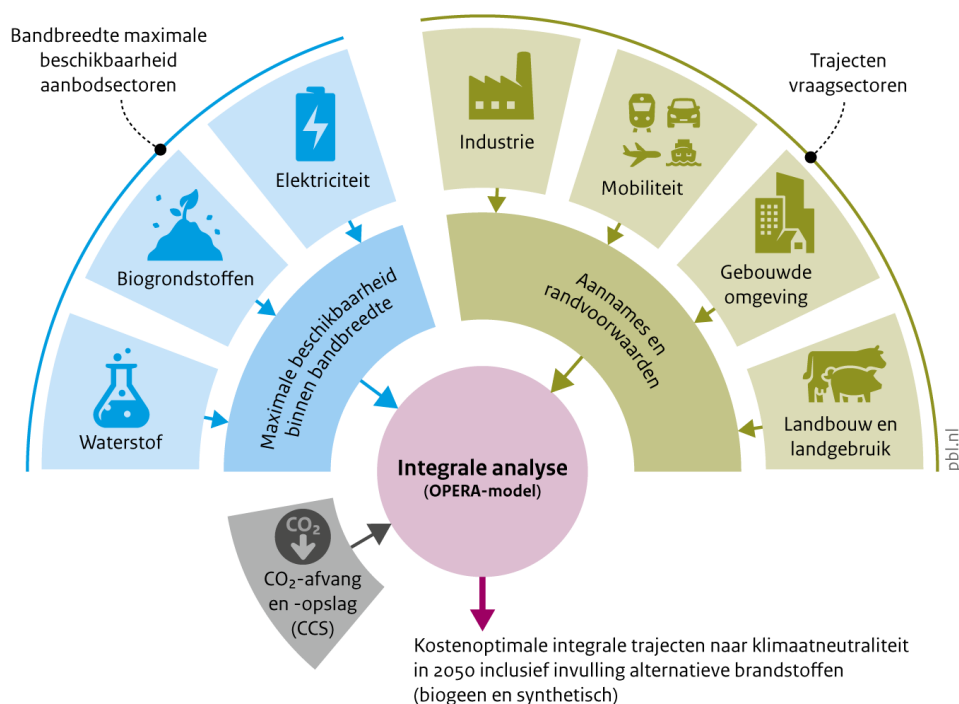 Bandbreedte maximale
beschikbaarheid
aanbodsectoren
Elektriciteit
Biogrondstoffen
Waterstof
Maximale beschikbaarheid
binnen bandbreedte
Trajecten
vraagsectoren
Industrie
Mobiliteit
Gebouwde
omgeving
Landbouw en
landgebruik
Aannames en
randvoorwaarden
Integrale analyse
(OPERA-model)
CO₂
CO₂-afvang
en -opslag
(CCS)
Kostenoptimale integrale trajecten naar klimaatneutraliteit
in 2050 inclusief invulling alternatieve brandstoffen
(biogeen en synthetisch)
pbl.nl